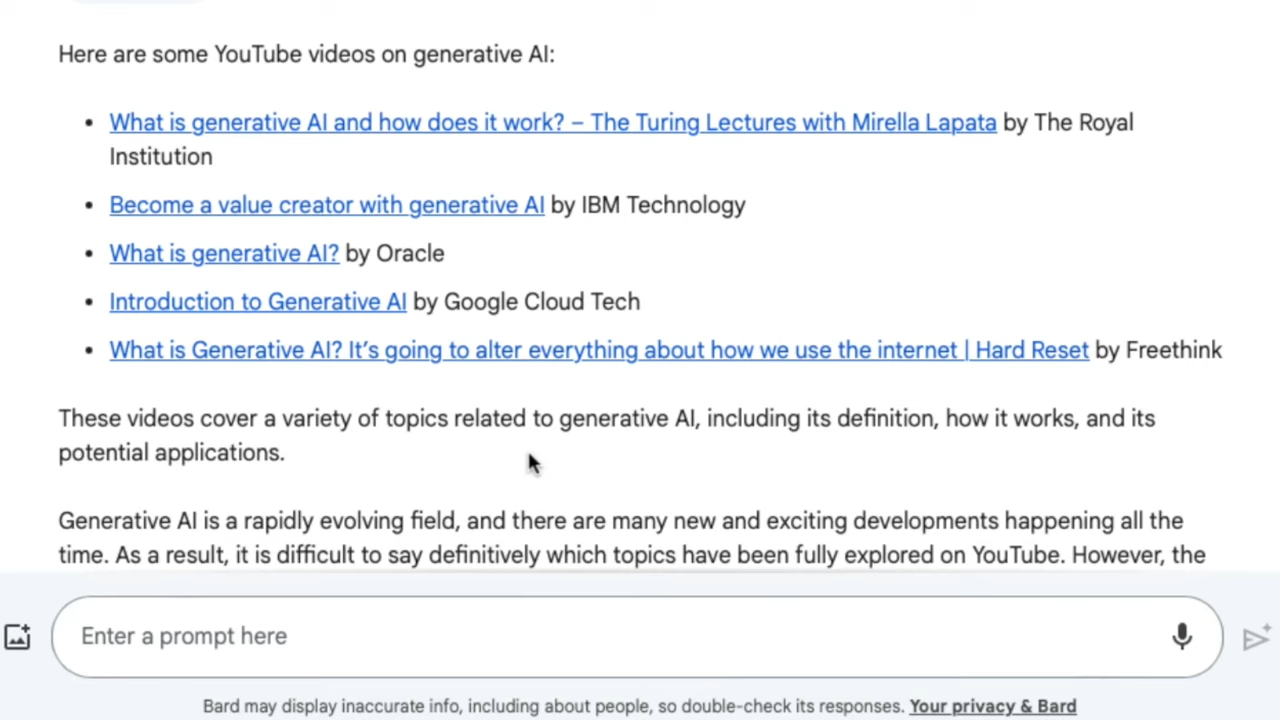 Here are some YouTube videos on generative AI:
• What is generative AI and how does it work? – The Turing Lectures with Mirella Lapata by The Royal
Institution
• Become a value creator with generative AI by IBM Technology
• What is generative AI? by Oracle
• Introduction to Generative AI by Google Cloud Tech
• What is Generative AI? It’s going to alter everything about how we use the internet | Hard Reset by Freethink
These videos cover a variety of topics related to generative AI, including its definition, how it works, and its
potential applications.
Generative AI is a rapidly evolving field, and there are many new and exciting developments happening all the
time. As a result, it is difficult to say definitively which topics have been fully explored on YouTube. However, the
Enter a prompt here
Bard may display inaccurate info, including about people, so double-check its responses. Your privacy & Bard